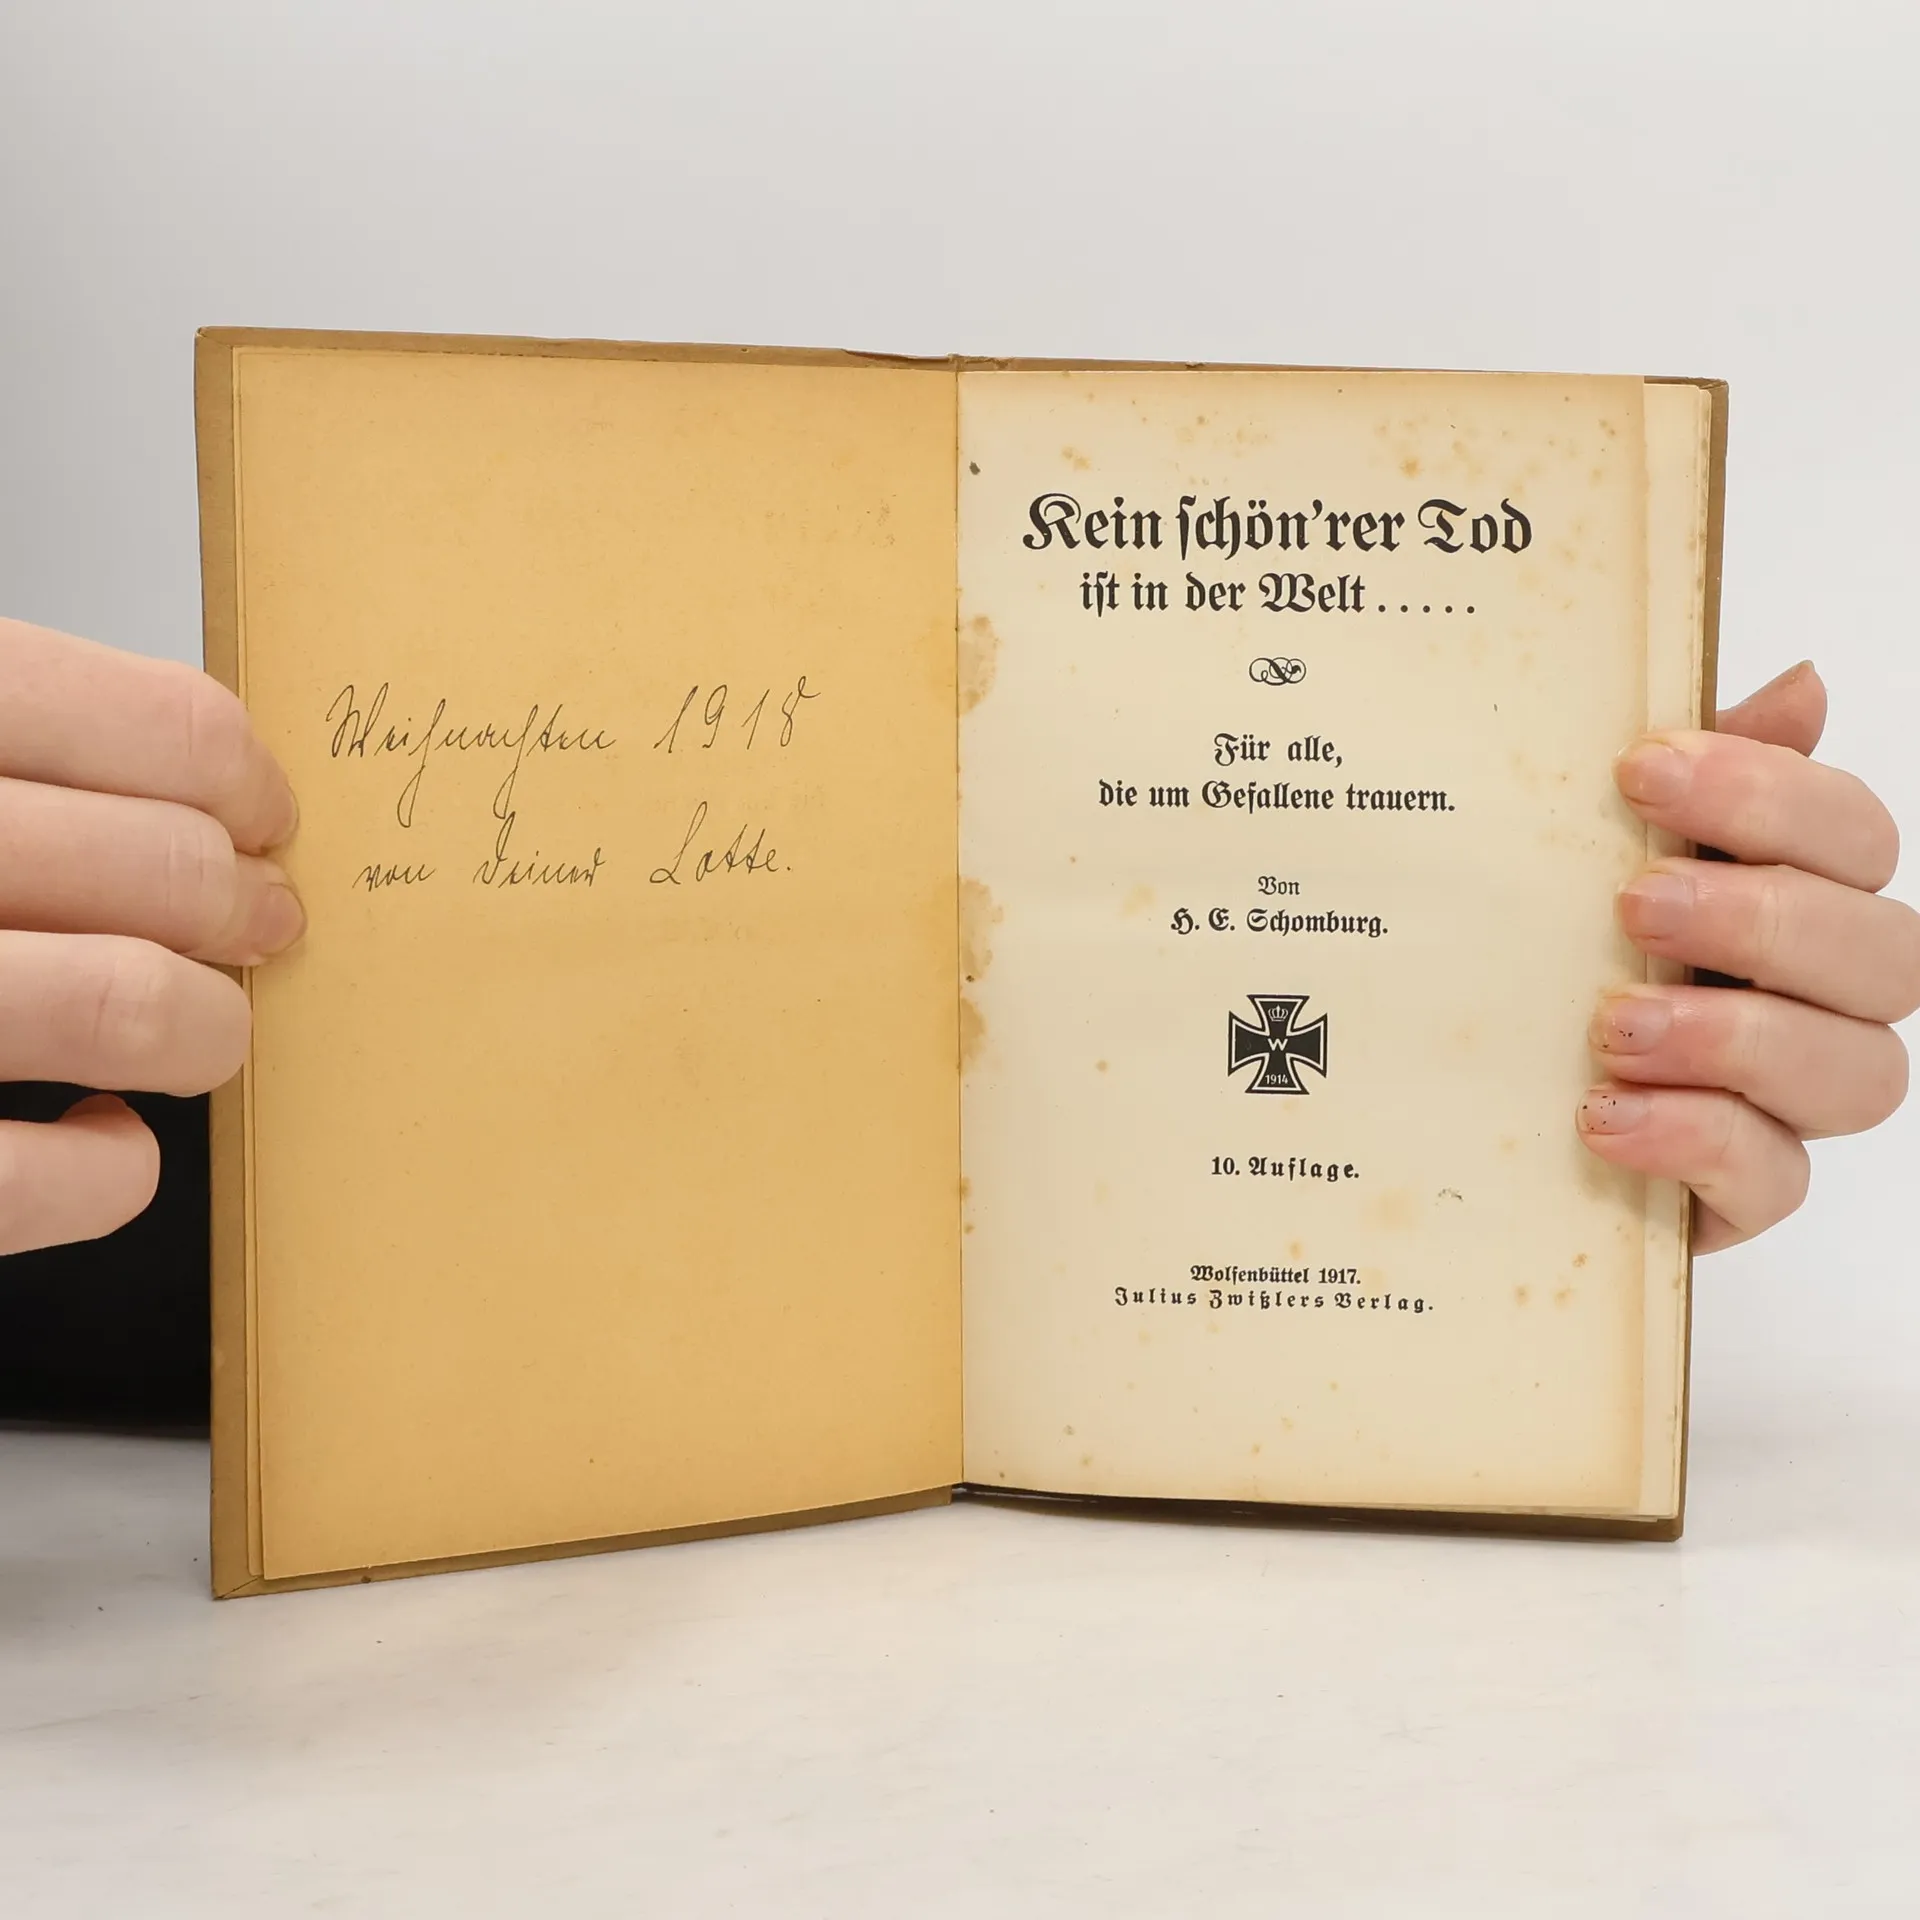 Weihnachten 1918
von deiner Lotte.
Kein schön'rer Tod
ist in der Welt.....
Für alle,
die um Gefallene trauern.
Von
H. E. Schomburg.
W
1914
10. Auflage.
Wolfenbüttel 1917.
Julius Zwißlers Verlag.